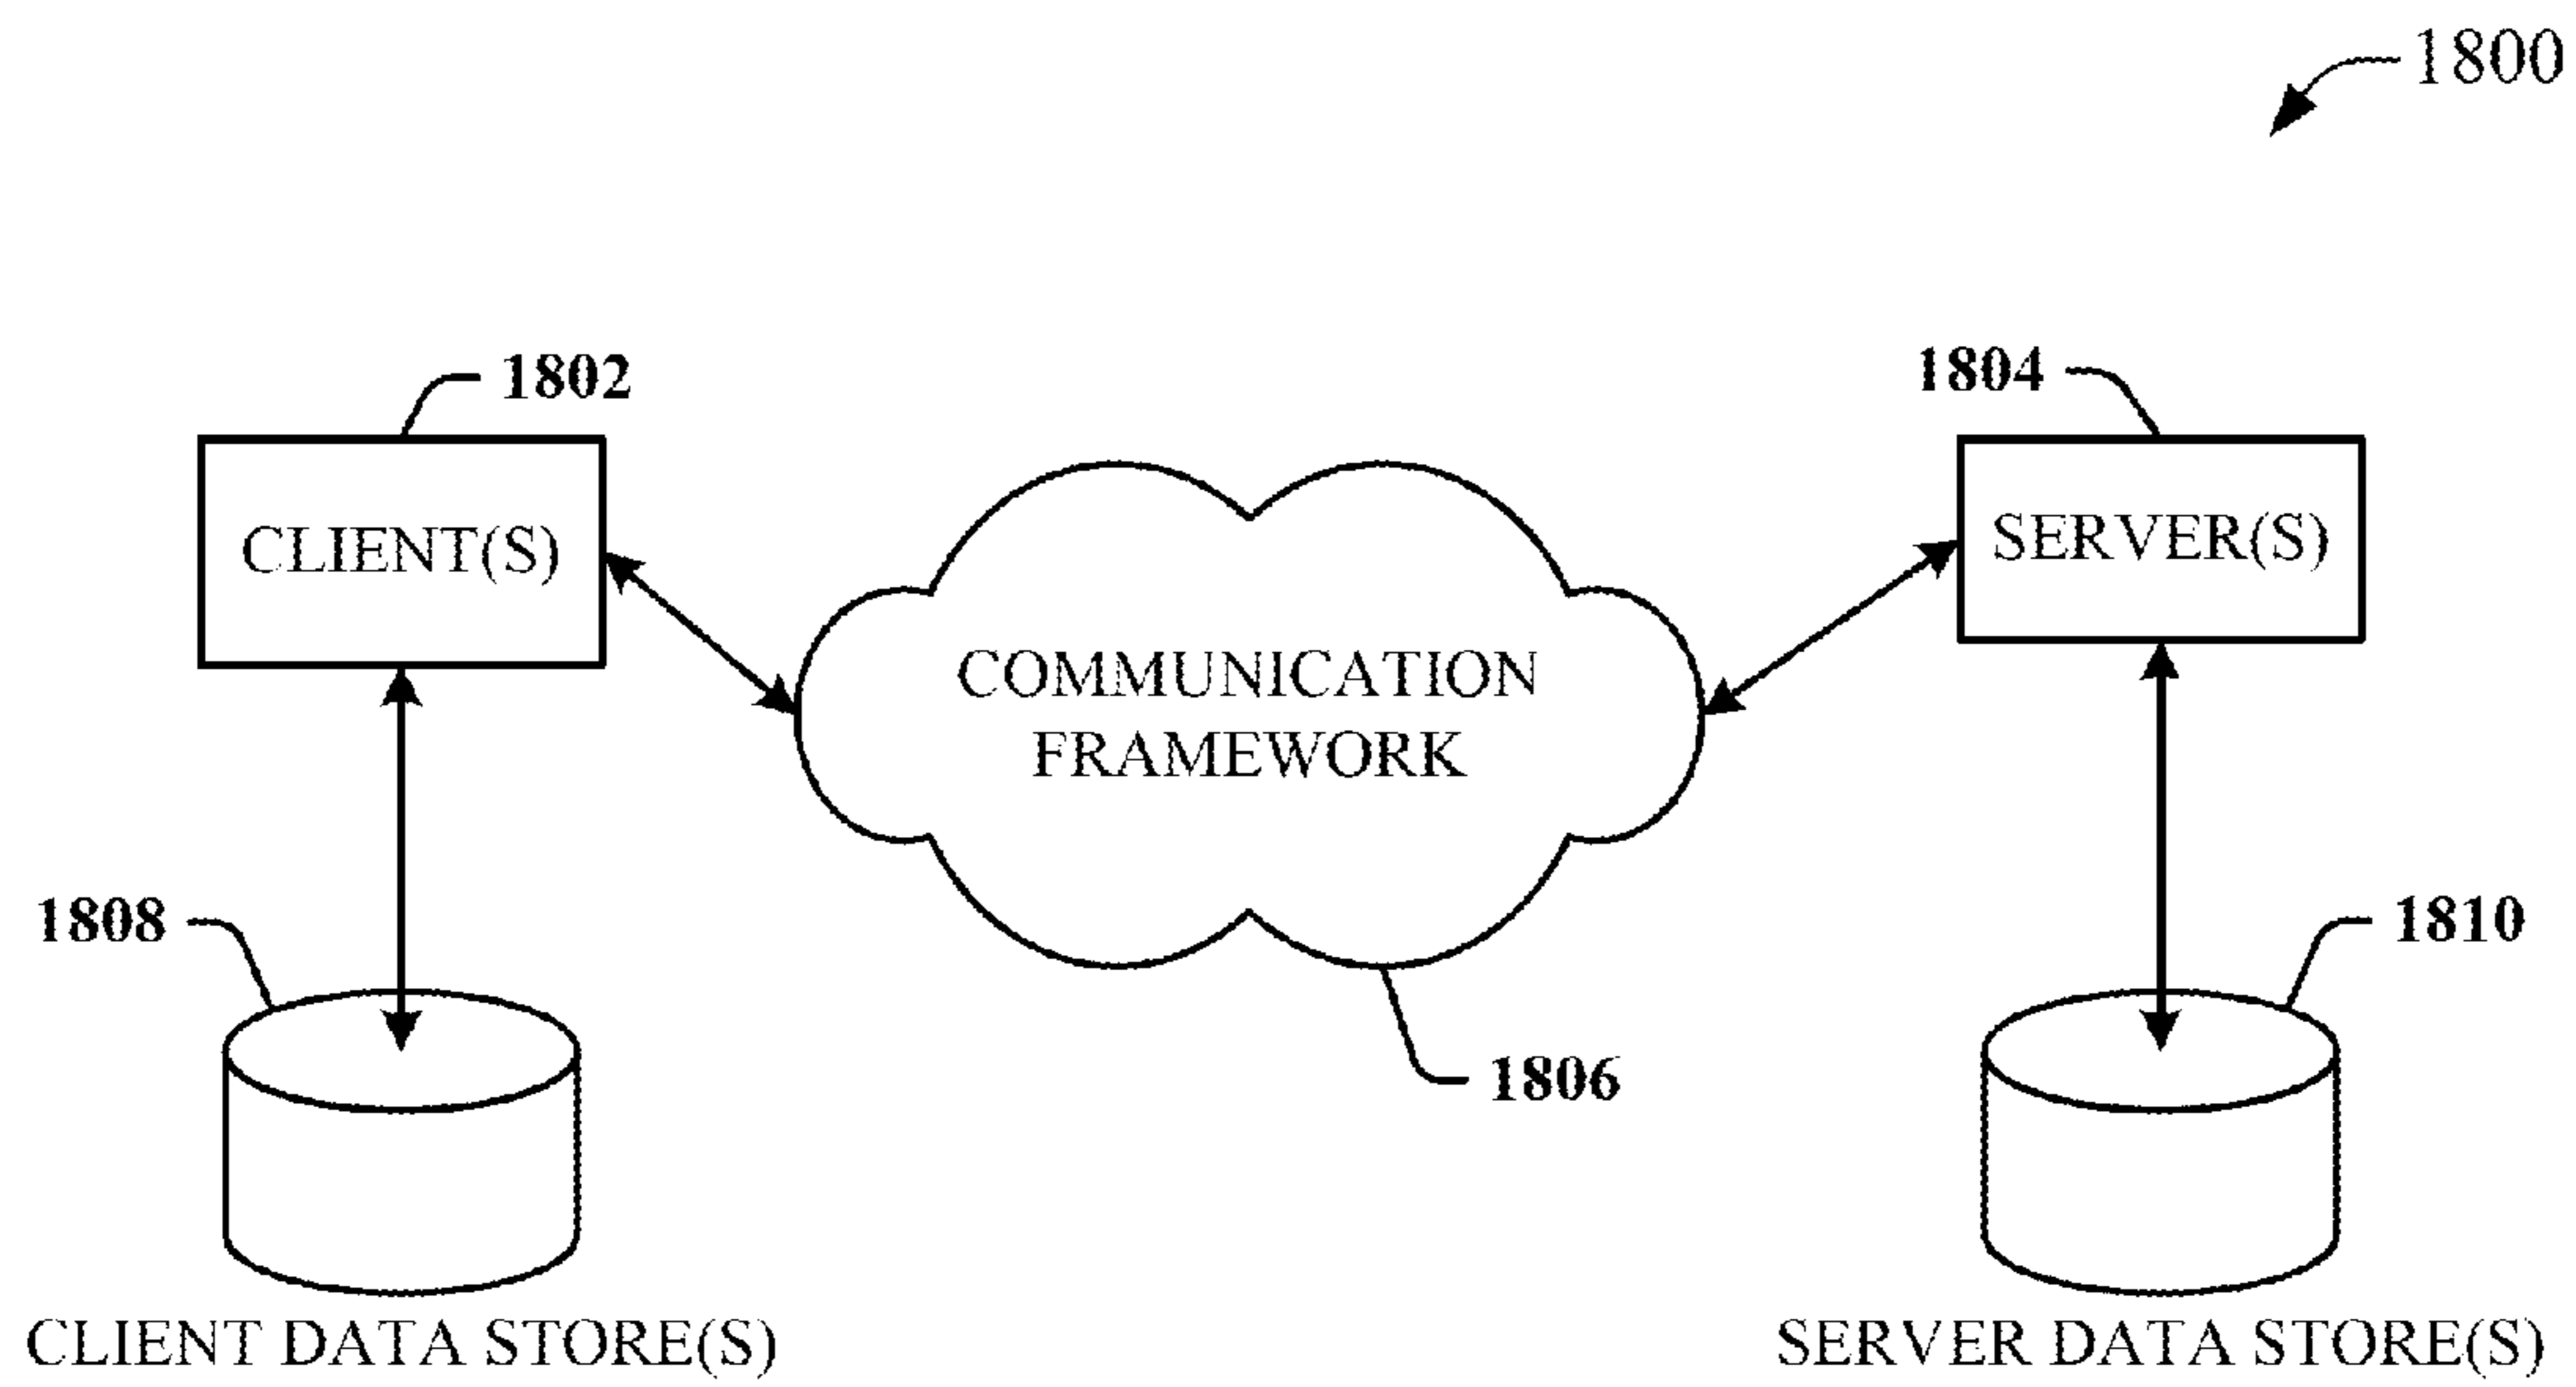 1800
1802
1804
CLIENT(S)
SERVER(S)
COMMUNICATION
FRAMEWORK
1808
1810
1806
CLIENT DATA STORE(S)
SERVER DATA STORE(S)